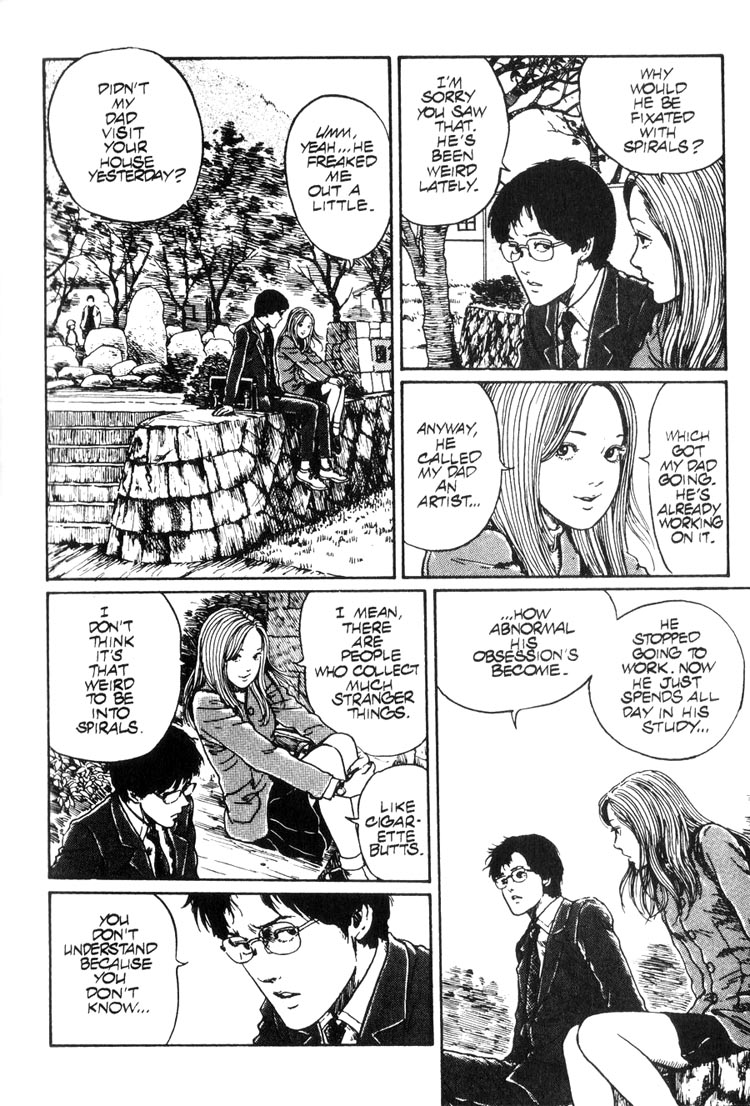 DIDN'T
MY
DAD
VISIT
YOUR
HOUSE
YESTERDAY?
UMM,
YEAH...HE
FREAKED
ME
OUT A
LITTLE.
I'M
SORRY
YOU SAW
THAT.
HE'S
BEEN
WEIRD
LATELY.
WHY
WOULD
HE BE
FIXATED
WITH
SPIRALS?
ANYWAY,
HE
CALLED
MY DAD
AN
ARTIST...
WHICH
GOT
MY DAD
GOING.
HE'S
ALREADY
WORKING
ON IT.
I
DON'T
THINK
IT'S
THAT
WEIRD
TO BE
INTO
SPIRALS.
I MEAN,
THERE
ARE
PEOPLE
WHO COLLECT
MUCH
STRANGER
THINGS.
LIKE
CIGAR-
ETTE
BUTTS.
YOU
DON'T
UNDERSTAND
BECAUSE
YOU
DON'T
KNOW...
...HOW
ABNORMAL
HIS
OBSESSION'S
BECOME.
HE
STOPPED
GOING TO
WORK. NOW
HE JUST
SPENDS ALL
DAY IN HIS
STUDY...